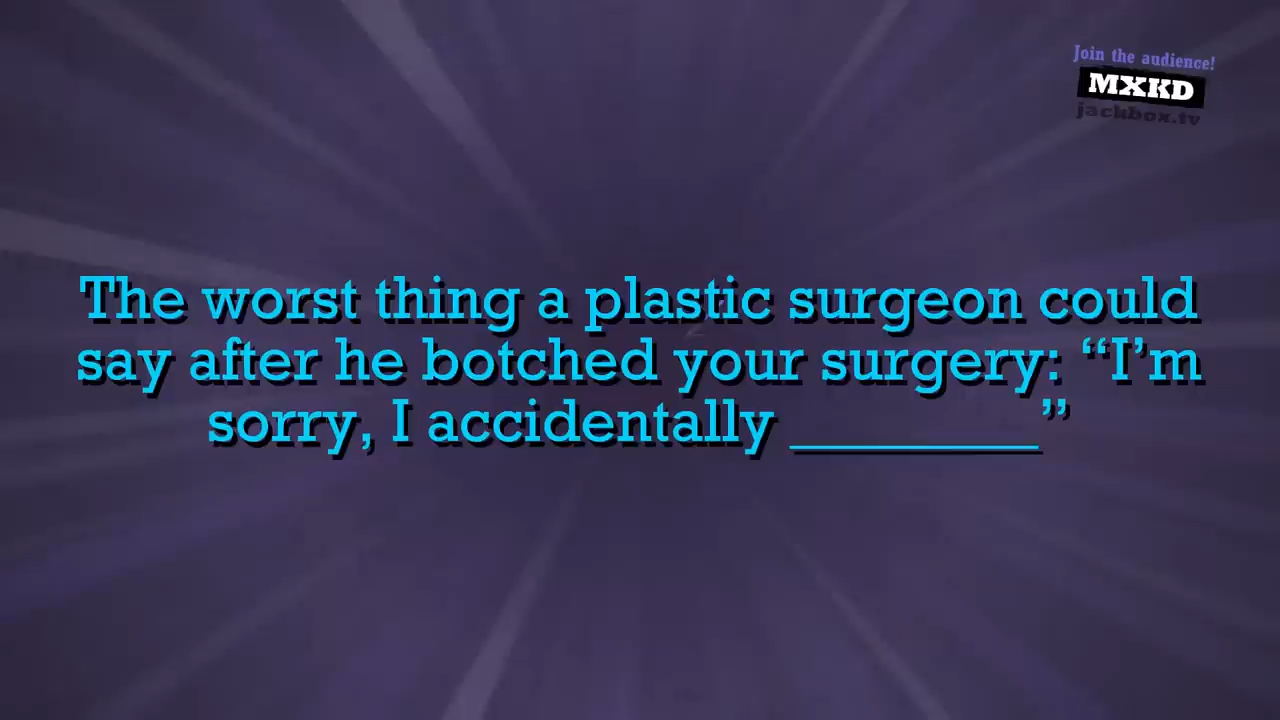 Join the audience!
MXKD
jackbox.tv
The worst thing a plastic surgeon could
say after he botched your surgery: “I’m
sorry, I accidentally ________”